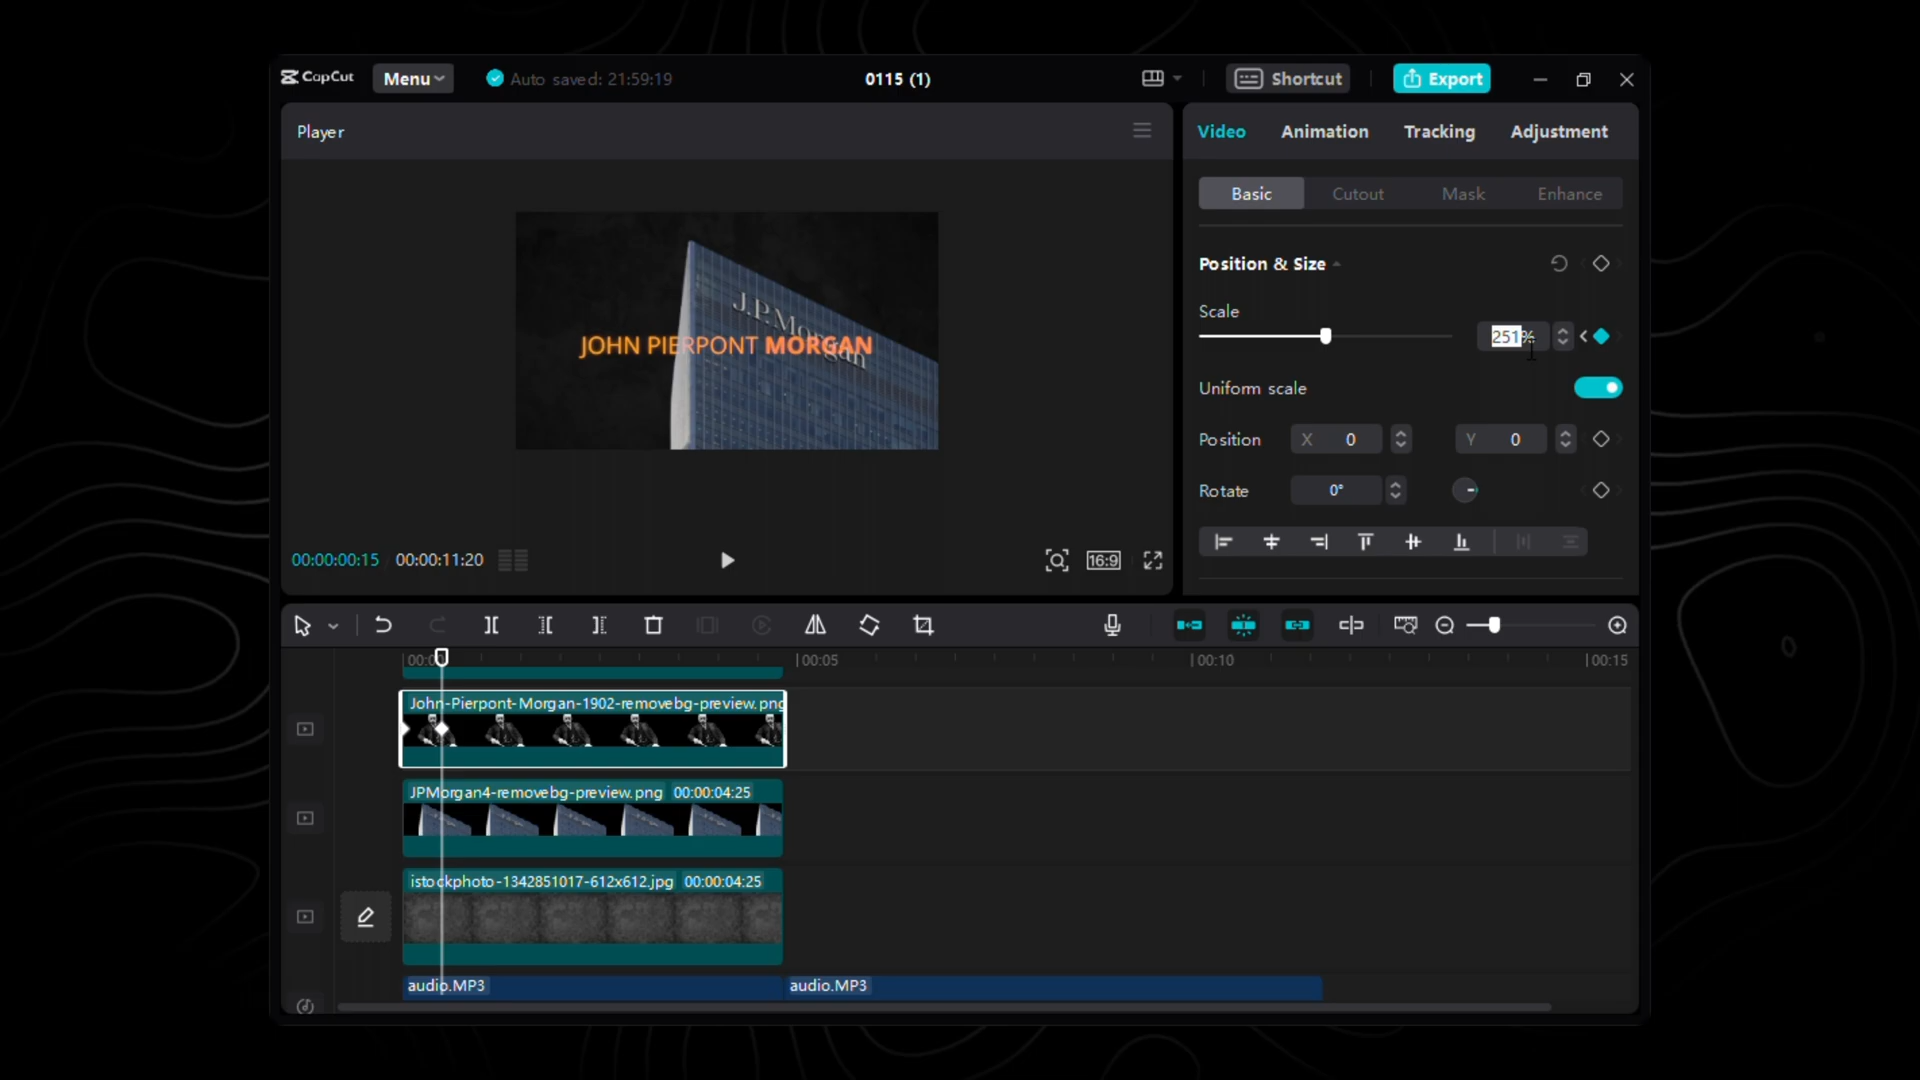 CapCut
Menu
Auto saved: 21:59:19
0115 (1)
Shortcut
Export
Player
Video
Animation
Tracking
Adjustment
Basic
Cutout
Mask
Enhance
Position & Size
Scale
251%
Uniform scale
Position
X 0
Y 0
Rotate
0°
J.P.Morgan
JOHN PIERPONT MORGAN
00:00:00:15
00:00:11:20
16:9
00:00
00:05
00:10
00:15
John-Pierpont-Morgan-1902-removebg-preview.png
JPMorgan4-removebg-preview.png 00:00:04:25
istockphoto-1342851017-612x612.jpg 00:00:04:25
audio.MP3
audio.MP3